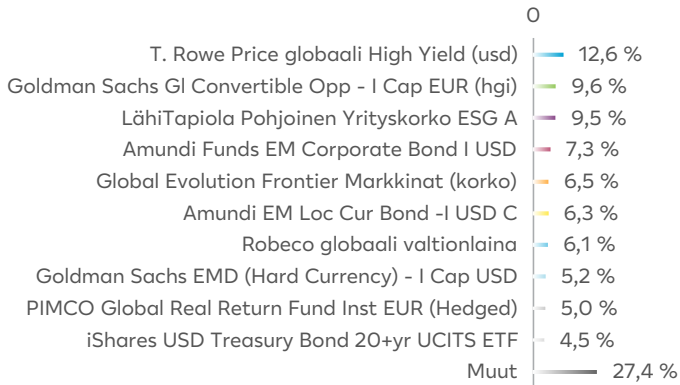 0
T. Rowe Price globaali High Yield (usd) 12,6 %
Goldman Sachs Gl Convertible Opp - I Cap EUR (hgi) 9,6 %
LähiTapiola Pohjoinen Yrityskorko ESG A 9,5 %
Amundi Funds EM Corporate Bond I USD 7,3 %
Global Evolution Frontier Markkinat (korko) 6,5 %
Amundi EM Loc Cur Bond -I USD C 6,3 %
Robeco globaali valtionlaina 6,1 %
Goldman Sachs EMD (Hard Currency) - I Cap USD 5,2 %
PIMCO Global Real Return Fund Inst EUR (Hedged) 5,0 %
iShares USD Treasury Bond 20+yr UCITS ETF 4,5 %
Muut 27,4 %